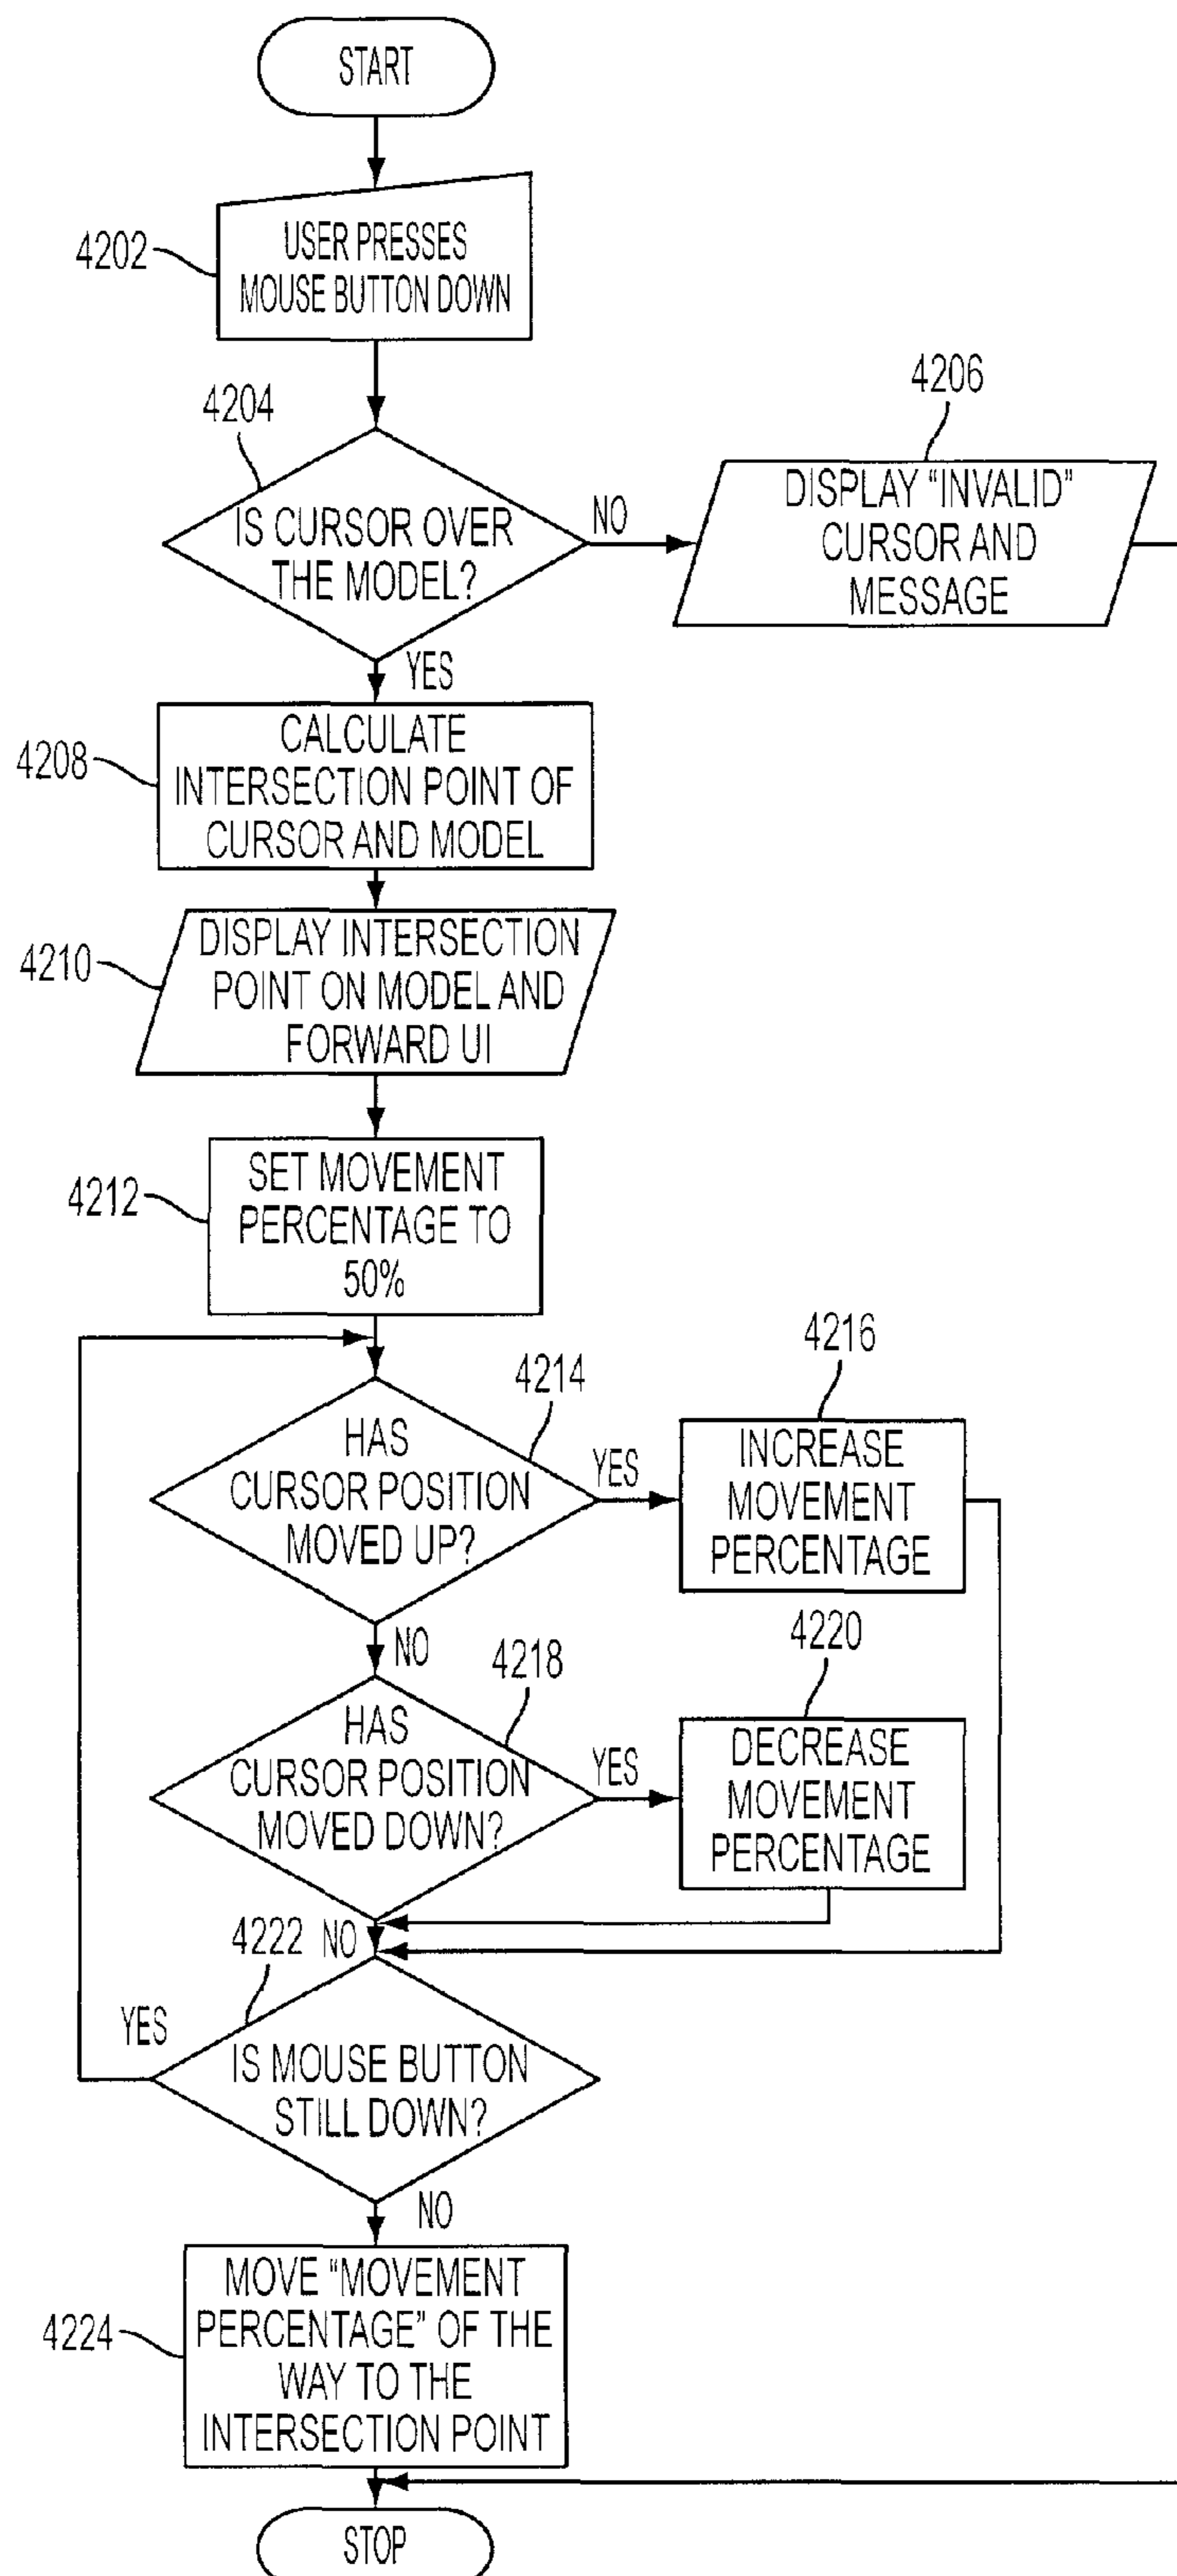 START
4202
USER PRESSES
MOUSE BUTTON DOWN
4204
IS CURSOR OVER
THE MODEL?
NO
4206
DISPLAY “INVALID”
CURSOR AND
MESSAGE
YES
4208
CALCULATE
INTERSECTION POINT OF
CURSOR AND MODEL
4210
DISPLAY INTERSECTION
POINT ON MODEL AND
FORWARD UI
4212
SET MOVEMENT
PERCENTAGE TO
50%
4214
HAS
CURSOR POSITION
MOVED UP?
YES
4216
INCREASE
MOVEMENT
PERCENTAGE
NO
4218
HAS
CURSOR POSITION
MOVED DOWN?
YES
4220
DECREASE
MOVEMENT
PERCENTAGE
NO
4222
IS MOUSE BUTTON
STILL DOWN?
YES
NO
4224
MOVE “MOVEMENT
PERCENTAGE” OF THE
WAY TO THE
INTERSECTION POINT
STOP